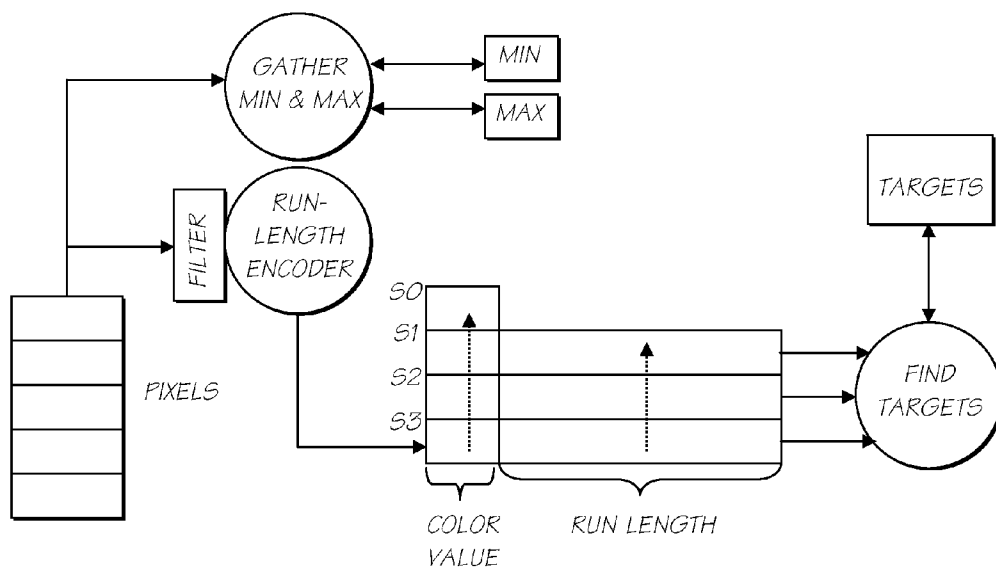 GATHER
MIN & MAX
MIN
MAX
FILTER
RUN-
LENGTH
ENCODER
TARGETS
PIXELS
S0
S1
S2
S3
FIND
TARGETS
COLOR
VALUE
RUN LENGTH